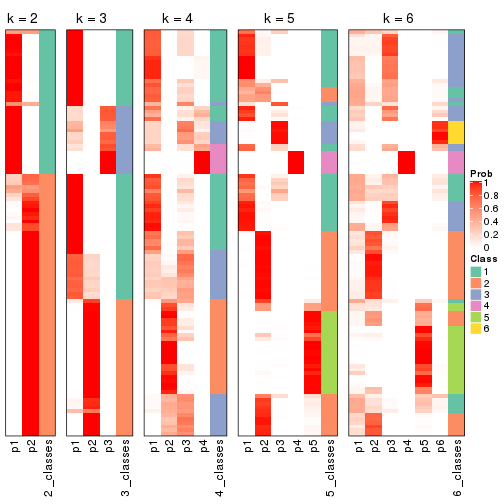 k = 2
k = 3
k = 4
k = 5
k = 6
p1
p2
2_classes
p1
p2
p3
3_classes
p1
p2
p3
p4
4_classes
p1
p2
p3
p4
p5
5_classes
p1
p2
p3
p4
p5
p6
6_classes
Prob
1
0.8
0.6
0.4
0.2
0
Class
1
2
3
4
5
6